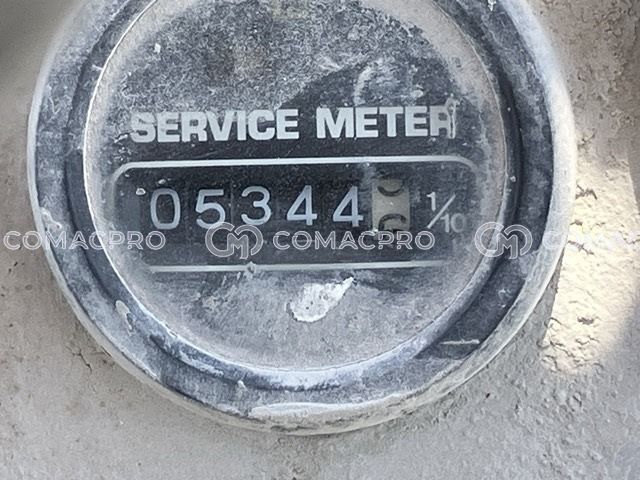 SERVICE METER
05344 1/10
COMACPRO COMACPRO